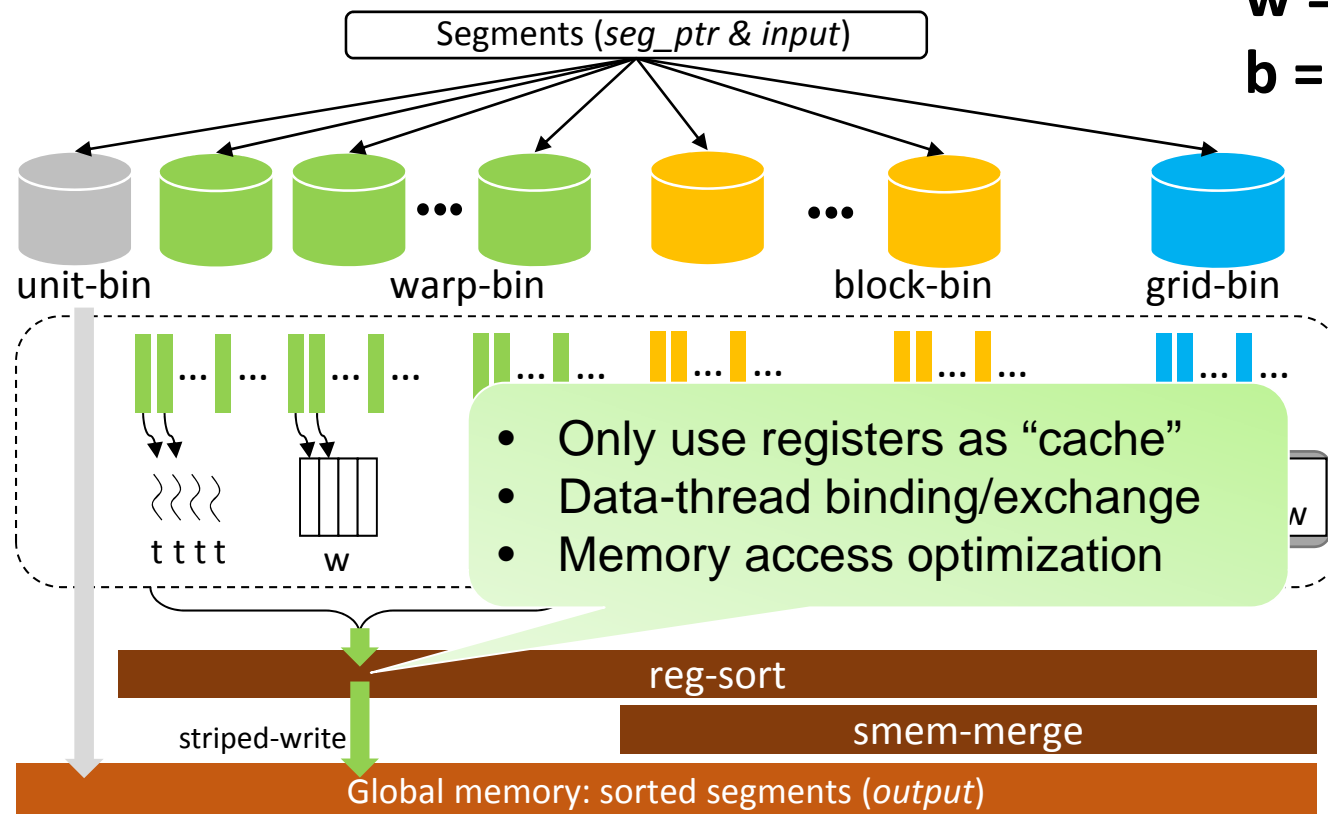 w =
Segments (seg_ptr & input)
b =
...
...
unit-bin
warp-bin
block-bin
grid-bin
... ... ... ... ... ... ... ... ... ... ... ...
• Only use registers as “cache”
• Data-thread binding/exchange
• Memory access optimization
t t t t
w
w
reg-sort
smem-merge
striped-write
Global memory: sorted segments (output)